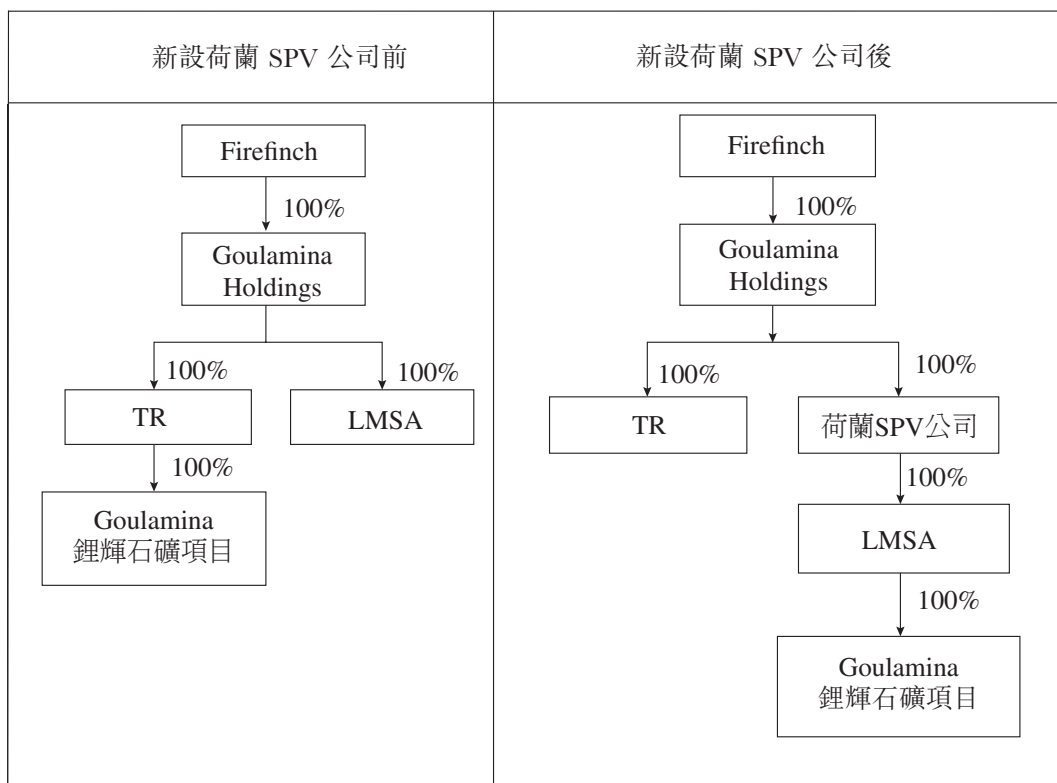 新設荷蘭 SPV 公司前
Firefinch
100%
Goulamina
Holdings
100%
100%
TR
LMSA
100%
Goulamina
鋰輝石礦項目
新設荷蘭 SPV 公司後
Firefinch
100%
Goulamina
Holdings
100%
100%
TR
荷蘭SPV公司
100%
LMSA
100%
Goulamina
鋰輝石礦項目